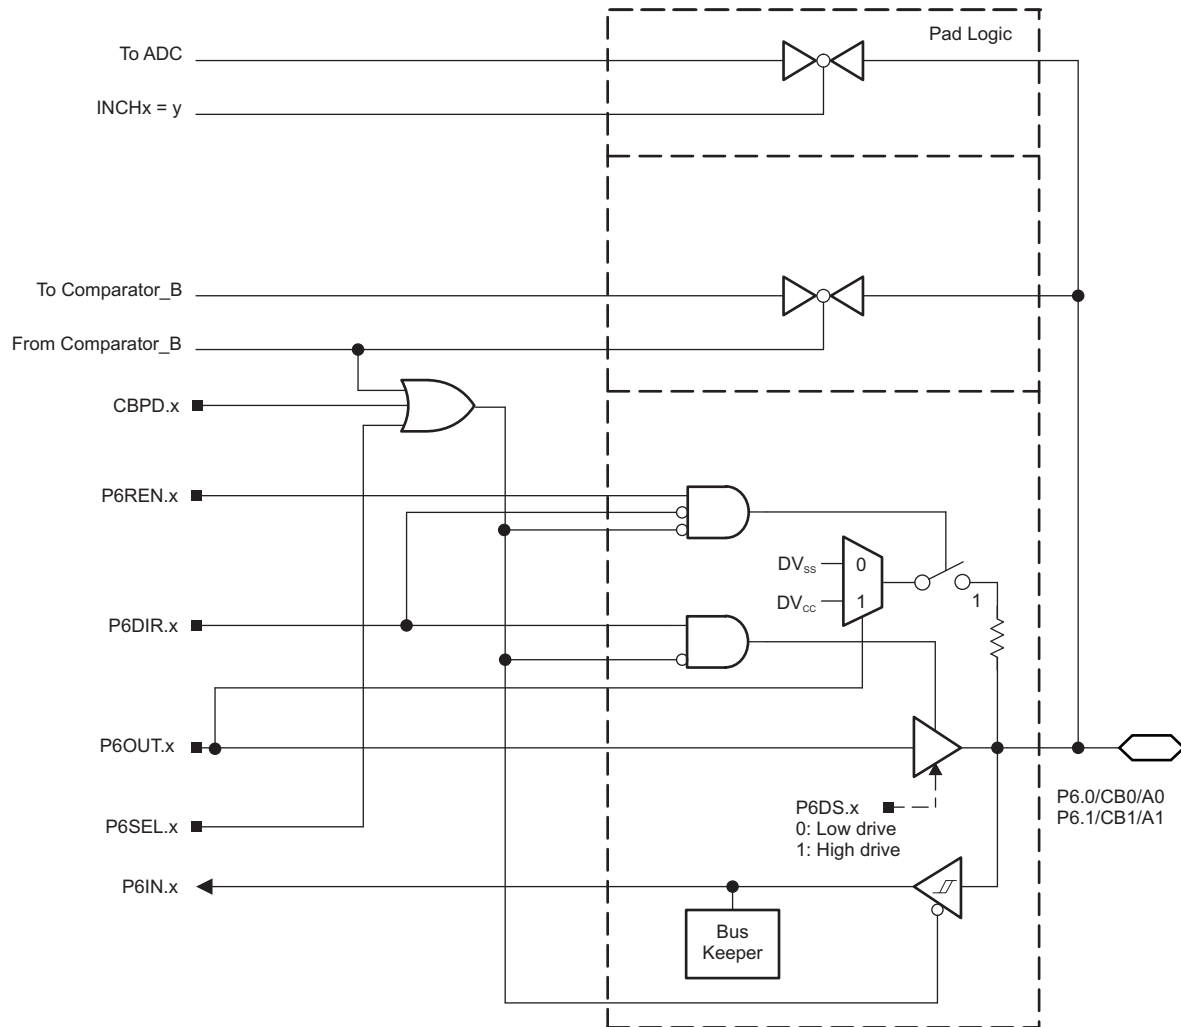 Pad Logic
To ADC
INCHx = y
To Comparator_B
From Comparator_B
CBPD.x
P6REN.x
DVSS
0
DVCC
1
1
P6DIR.x
P6OUT.x
P6DS.x
0: Low drive
1: High drive
P6.0/CB0/A0
P6.1/CB1/A1
P6SEL.x
P6IN.x
Bus
Keeper